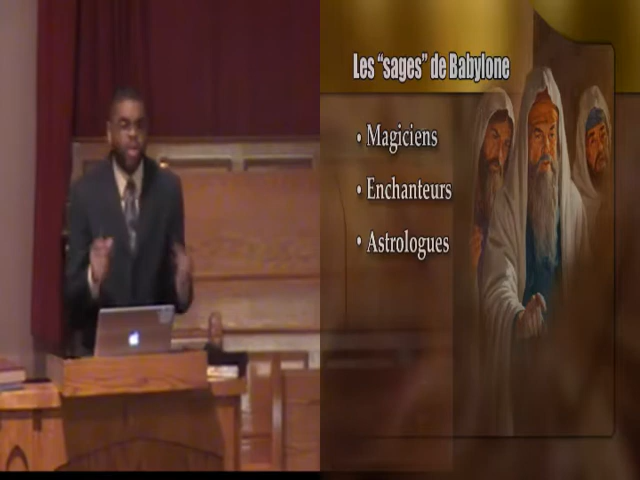 Les “sages” de Babylone
• Magiciens
• Enchanteurs
• Astrologues